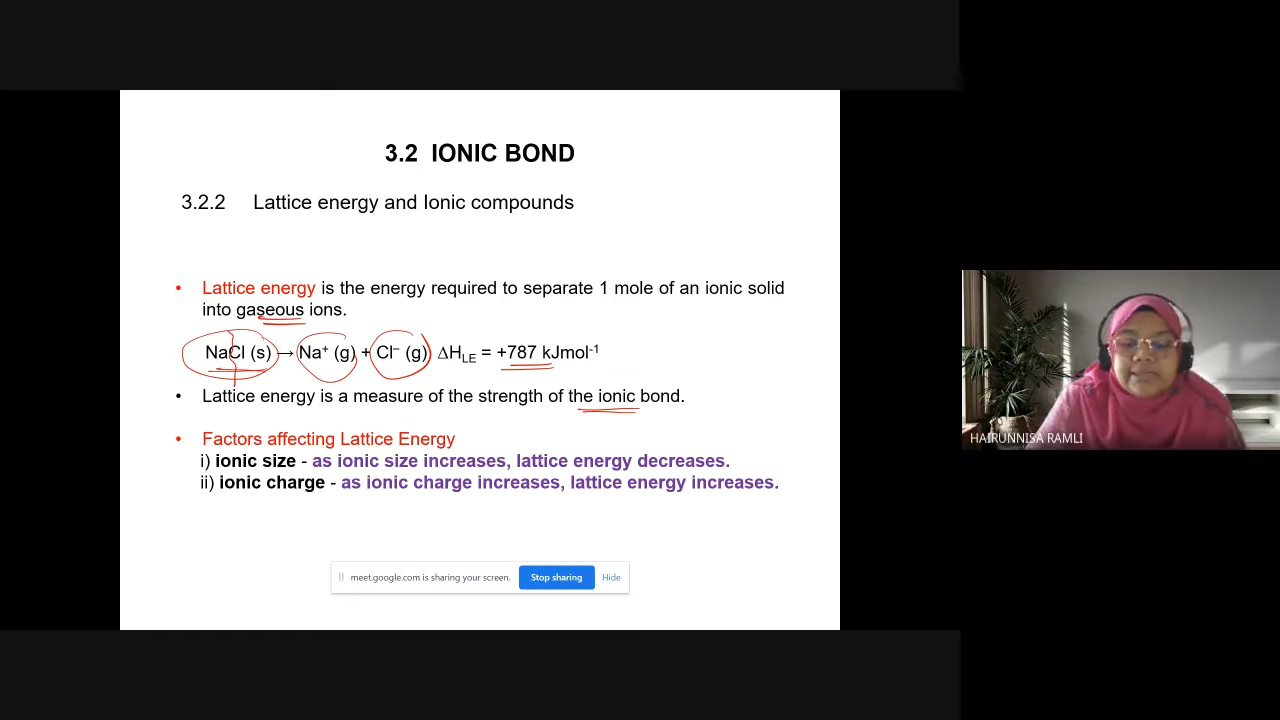 3.2 IONIC BOND
3.2.2 Lattice energy and Ionic compounds
• Lattice energy is the energy required to separate 1 mole of an ionic solid
into gaseous ions.
NaCl (s) → Na⁺ (g) + Cl⁻ (g) ΔH_LE = +787 kJmol⁻¹
• Lattice energy is a measure of the strength of the ionic bond.
• Factors affecting Lattice Energy
i) ionic size - as ionic size increases, lattice energy decreases.
ii) ionic charge - as ionic charge increases, lattice energy increases.
HAIRUNNISA RAMLI
meet.google.com is sharing your screen. Stop sharing Hide